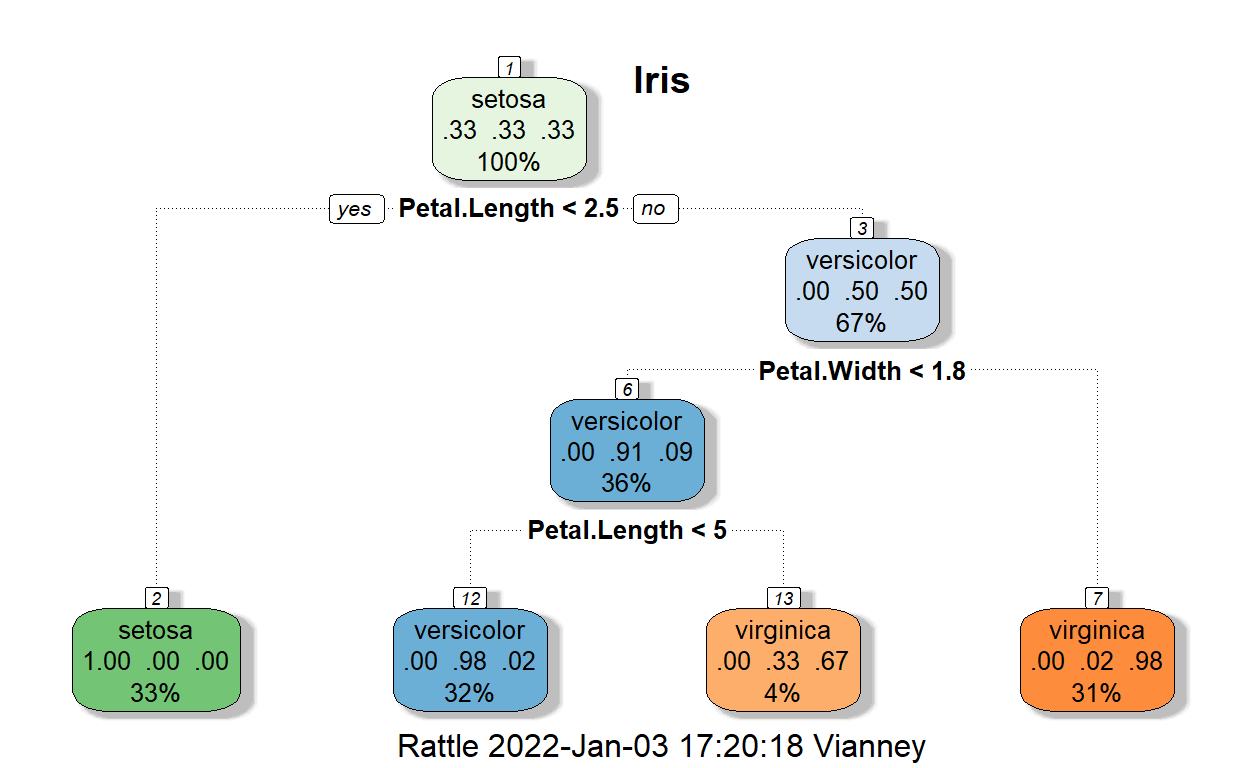 Iris
1
setosa
.33 .33 .33
100%
yes Petal.Length < 2.5 no
3
versicolor
.00 .50 .50
67%
Petal.Width < 1.8
6
versicolor
.00 .91 .09
36%
Petal.Length < 5
2
setosa
1.00 .00 .00
33%
12
versicolor
.00 .98 .02
32%
13
virginica
.00 .33 .67
4%
7
virginica
.00 .02 .98
31%
Rattle 2022-Jan-03 17:20:18 Vianney